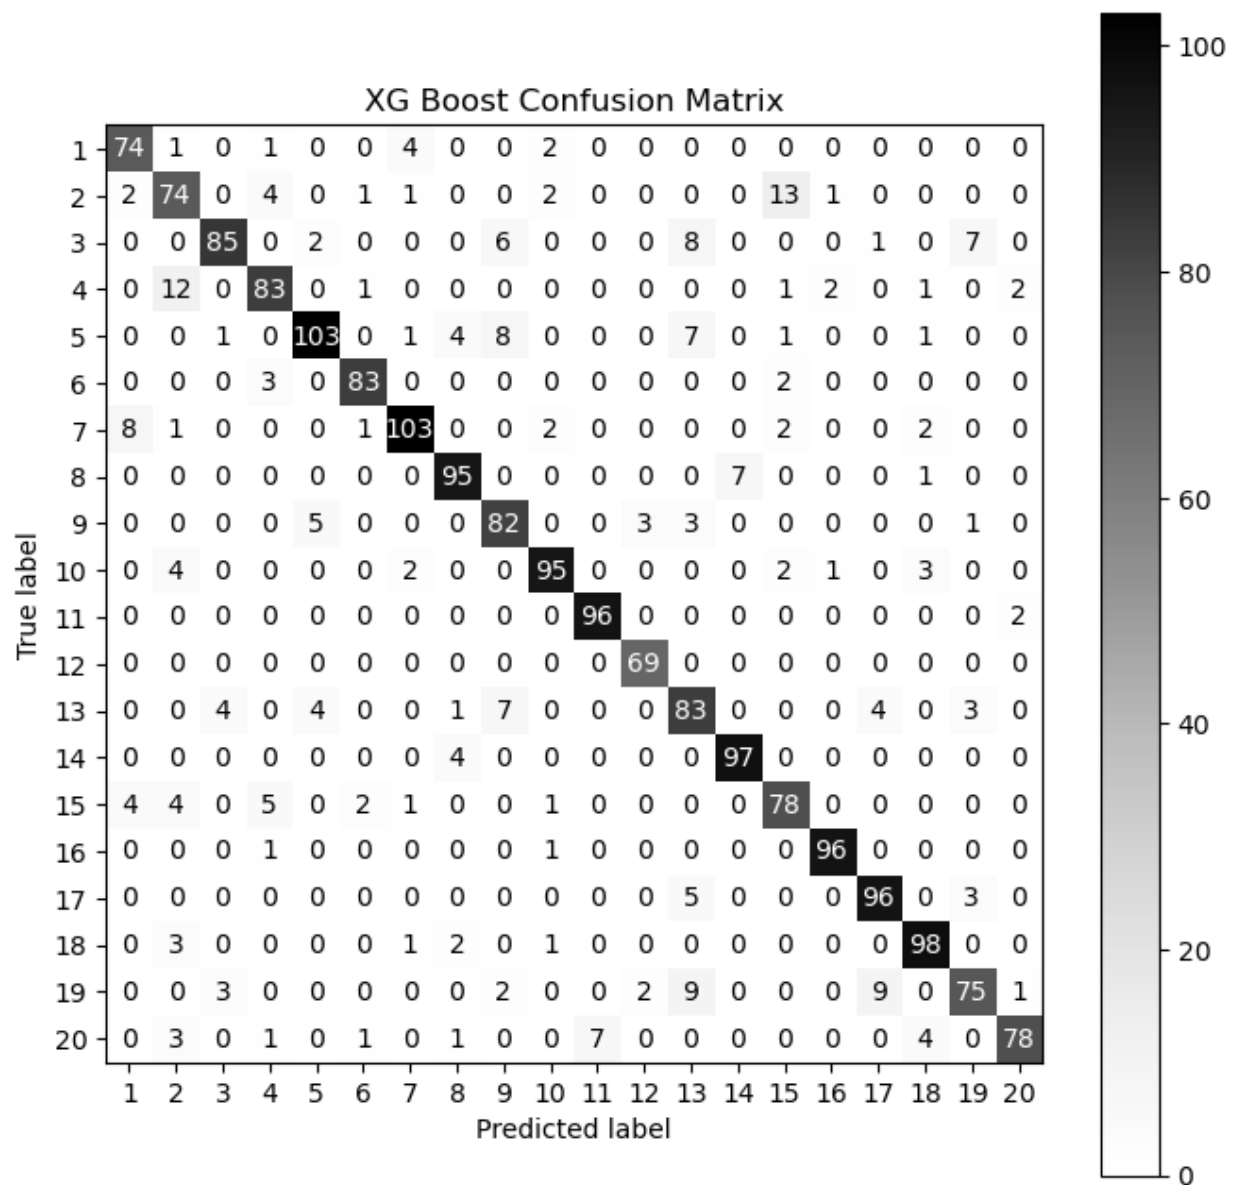 XG Boost Confusion Matrix
1 74 1 0 1 0 0 4 0 0 2 0 0 0 0 0 0 0 0 0 0
2 2 74 0 4 0 1 1 0 0 2 0 0 0 0 13 1 0 0 0 0
3 0 0 85 0 2 0 0 0 6 0 0 0 8 0 0 0 1 0 7 0
4 0 12 0 83 0 1 0 0 0 0 0 0 0 0 1 2 0 1 0 2
5 0 0 1 0 103 0 1 4 8 0 0 0 7 0 1 0 0 1 0 0
6 0 0 0 3 0 83 0 0 0 0 0 0 0 0 2 0 0 0 0 0
7 8 1 0 0 0 1 103 0 0 2 0 0 0 0 2 0 0 2 0 0
8 0 0 0 0 0 0 0 95 0 0 0 0 0 7 0 0 0 1 0 0
9 0 0 0 0 5 0 0 0 82 0 0 3 3 0 0 0 0 0 1 0
10 0 4 0 0 0 0 2 0 0 95 0 0 0 0 2 1 0 3 0 0
11 0 0 0 0 0 0 0 0 0 0 96 0 0 0 0 0 0 0 0 2
12 0 0 0 0 0 0 0 0 0 0 0 69 0 0 0 0 0 0 0 0
13 0 0 4 0 4 0 0 1 7 0 0 0 83 0 0 0 4 0 3 0
14 0 0 0 0 0 0 0 4 0 0 0 0 0 97 0 0 0 0 0 0
15 4 4 0 5 0 2 1 0 0 1 0 0 0 0 78 0 0 0 0 0
16 0 0 0 1 0 0 0 0 0 1 0 0 0 0 0 96 0 0 0 0
17 0 0 0 0 0 0 0 0 0 0 0 0 5 0 0 0 96 0 3 0
18 0 3 0 0 0 0 1 2 0 1 0 0 0 0 0 0 0 98 0 0
19 0 0 3 0 0 0 0 0 2 0 0 2 9 0 0 0 9 0 75 1
20 0 3 0 1 0 1 0 1 0 0 7 0 0 0 0 0 0 4 0 78
1 2 3 4 5 6 7 8 9 10 11 12 13 14 15 16 17 18 19 20
Predicted label
True label
100
80
60
40
20
0